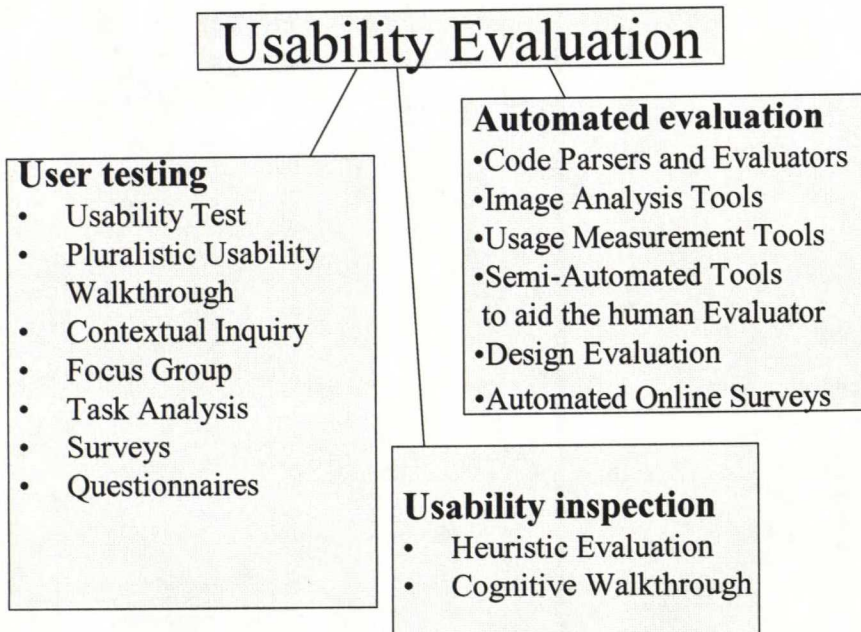 Usability Evaluation
User testing
• Usability Test
• Pluralistic Usability
Walkthrough
• Contextual Inquiry
• Focus Group
• Task Analysis
• Surveys
• Questionnaires
Automated evaluation
•Code Parsers and Evaluators
•Image Analysis Tools
•Usage Measurement Tools
•Semi-Automated Tools
to aid the human Evaluator
•Design Evaluation
•Automated Online Surveys
Usability inspection
• Heuristic Evaluation
• Cognitive Walkthrough